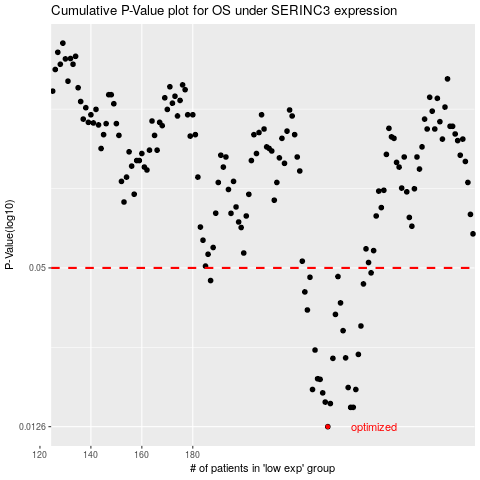 Cumulative P-Value plot for OS under SERINC3 expression
P-Value(log10)
0.05
0.0126
optimized
120 140 160 180
# of patients in 'low exp' group